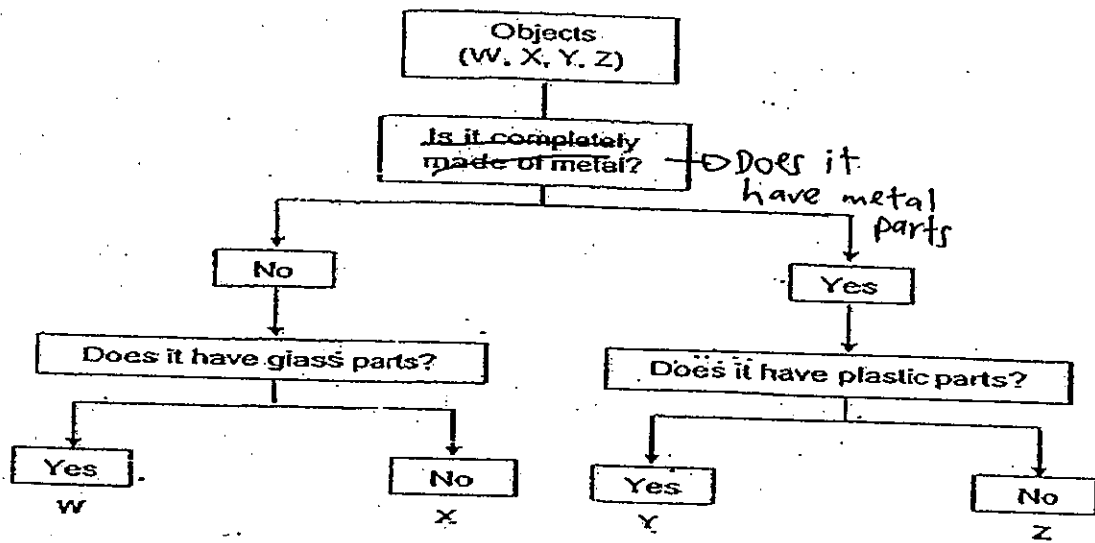 Objects
(W. X, Y. Z)
Is it completely
made of metal?
Does it
have metal
parts
No
Yes
Does it have glass parts?
Does it have plastic parts?
Yes
No
Yes
No
W
X
Y
Z